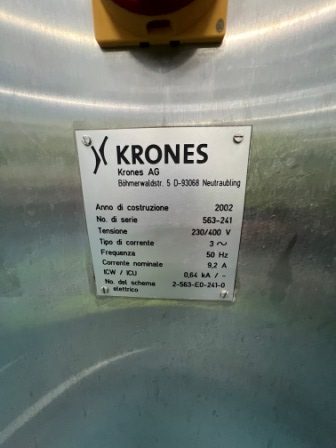 KRONES
Krones AG
Böhmerwaldstr. 5 D-93068 Neutraubling
Anno di costruzione 2002
No. di serie 563-241
Tensione 230/400 V
Tipo di corrente 3 ~
Frequenza 50 Hz
Corrente nominale 9,2 A
ICW / ICU 0,64 kA / -
No. del schema 2-563-ED-241-0
elettrico